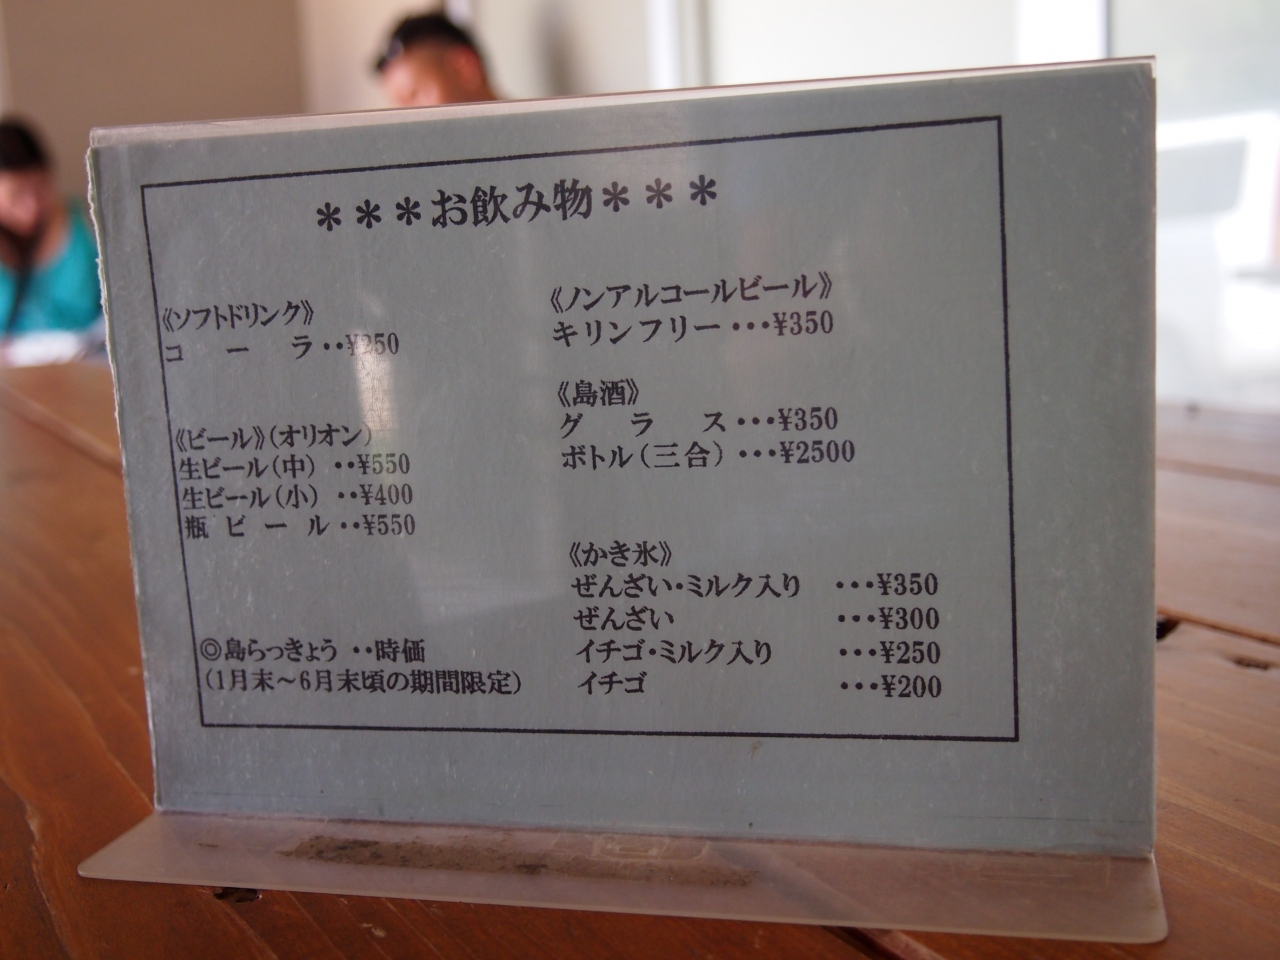 ＊＊＊お飲み物＊＊＊
《ソフトドリンク》
コーラ‥¥250
《ビール》(オリオン)
生ビール(中)‥¥550
生ビール(小)‥¥400
瓶ビール‥¥550
◎島らっきょう‥時価
(1月末～6月末頃の期間限定)
《ノンアルコールビール》
キリンフリー…¥350
《島酒》
グラス…¥350
ボトル(三合)…¥2500
《かき氷》
ぜんざい・ミルク入り…¥350
ぜんざい…¥300
イチゴ・ミルク入り…¥250
イチゴ…¥200